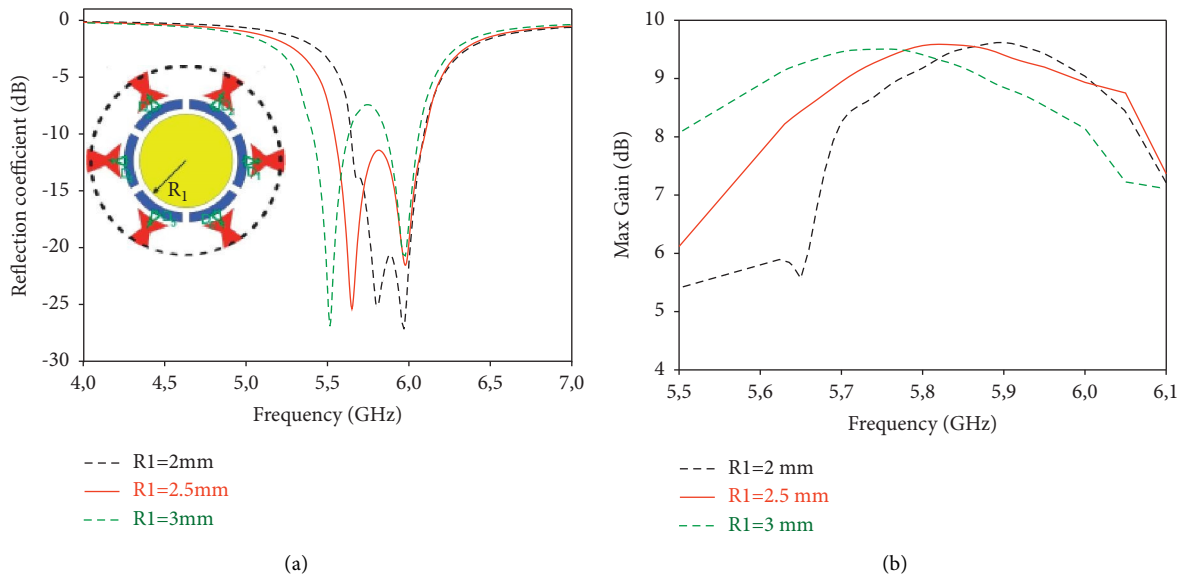 Reflection coefficient (dB)
0
-5
-10
-15
-20
-25
-30
R1
4,0 4,5 5,0 5,5 6,0 6,5 7,0
Frequency (GHz)
R1=2mm
R1=2.5mm
R1=3mm
(a)
Max Gain (dB)
10
9
8
7
6
5
4
5,5 5,6 5,7 5,8 5,9 6,0 6,1
Frequency (GHz)
R1=2 mm
R1=2.5 mm
R1=3 mm
(b)